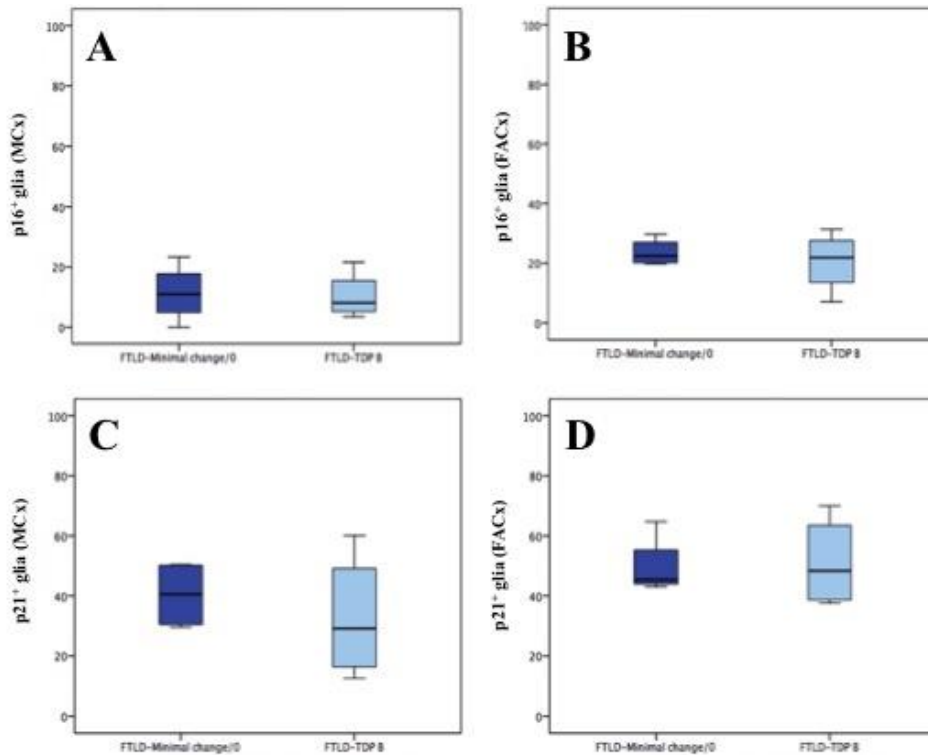 A
100
80
60
40
20
0
p16⁺ glia (MCx)
FTLD-Minimal change/0 FTLD-TDP B
B
100
80
60
40
20
0
p16⁺ glia (FACx)
FTLD-Minimal change/0 FTLD-TDP B
C
100
80
60
40
20
0
p21⁺ glia (MCx)
FTLD-Minimal change/0 FTLD-TDP B
D
100
80
60
40
20
0
p21⁺ glia (FACx)
FTLD-Minimal change/0 FTLD-TDP B